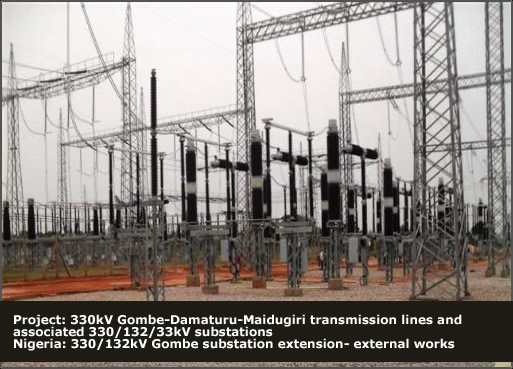 Project: 330kV Gombe-Damaturu-Maidugiri transmission lines and
associated 330/132/33kV substations
Nigeria: 330/132kV Gombe substation extension- external works